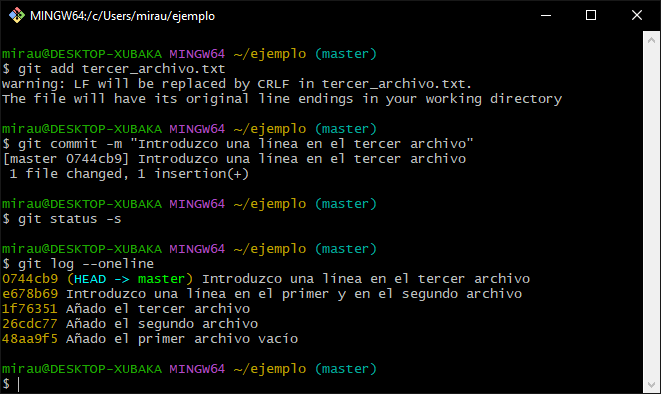 MINGW64:/c/Users/mirau/ejemplo
mirau@DESKTOP-XUBAKA MINGW64 ~/ejemplo (master)
$ git add tercer_archivo.txt
warning: LF will be replaced by CRLF in tercer_archivo.txt.
The file will have its original line endings in your working directory
mirau@DESKTOP-XUBAKA MINGW64 ~/ejemplo (master)
$ git commit -m "Introduzco una línea en el tercer archivo"
[master 0744cb9] Introduzco una línea en el tercer archivo
 1 file changed, 1 insertion(+)
mirau@DESKTOP-XUBAKA MINGW64 ~/ejemplo (master)
$ git status -s
mirau@DESKTOP-XUBAKA MINGW64 ~/ejemplo (master)
$ git log --oneline
0744cb9 (HEAD -> master) Introduzco una línea en el tercer archivo
e678b69 Introduzco una línea en el primer y en el segundo archivo
1f76351 Añado el tercer archivo
26cdc77 Añado el segundo archivo
48aa9f5 Añado el primer archivo vacío
mirau@DESKTOP-XUBAKA MINGW64 ~/ejemplo (master)
$